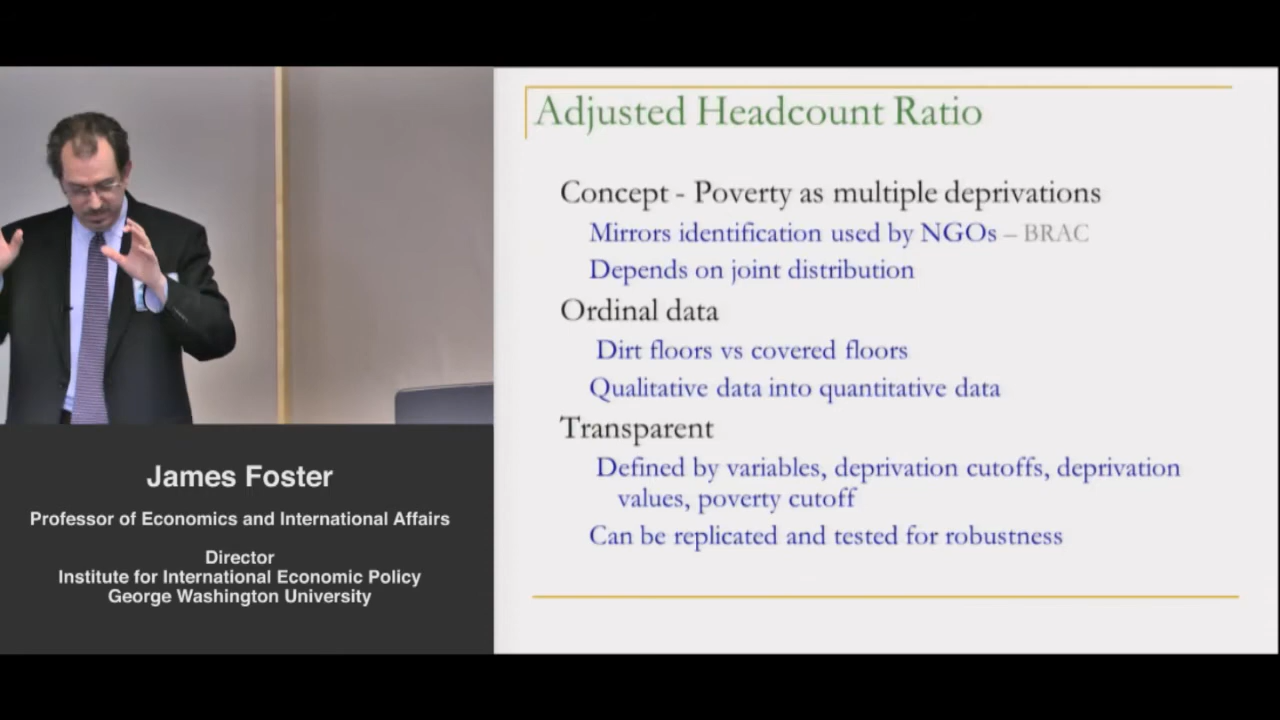 James Foster
Professor of Economics and International Affairs
Director
Institute for International Economic Policy
George Washington University
Adjusted Headcount Ratio
Concept - Poverty as multiple deprivations
Mirrors identification used by NGOs – BRAC
Depends on joint distribution
Ordinal data
Dirt floors vs covered floors
Qualitative data into quantitative data
Transparent
Defined by variables, deprivation cutoffs, deprivation
values, poverty cutoff
Can be replicated and tested for robustness